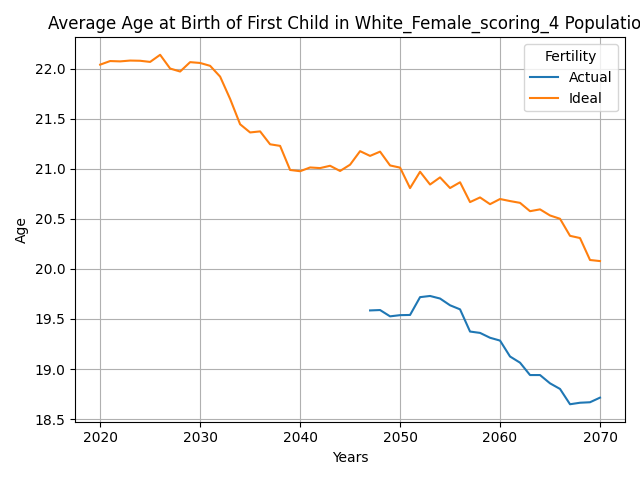 Average Age at Birth of First Child in White_Female_scoring_4 Populatio
Fertility
Actual
Ideal
22.0
21.5
21.0
20.5
20.0
19.5
19.0
18.5
Age
2020 2030 2040 2050 2060 2070
Years